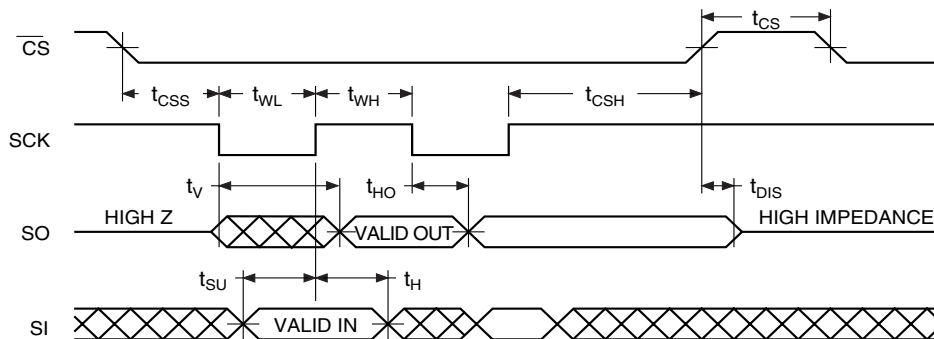 CS
tCS
tCSS
tWL
tWH
tCSH
SCK
tV
tHO
tDIS
HIGH Z
HIGH IMPEDANCE
SO
VALID OUT
tSU
tH
SI
VALID IN